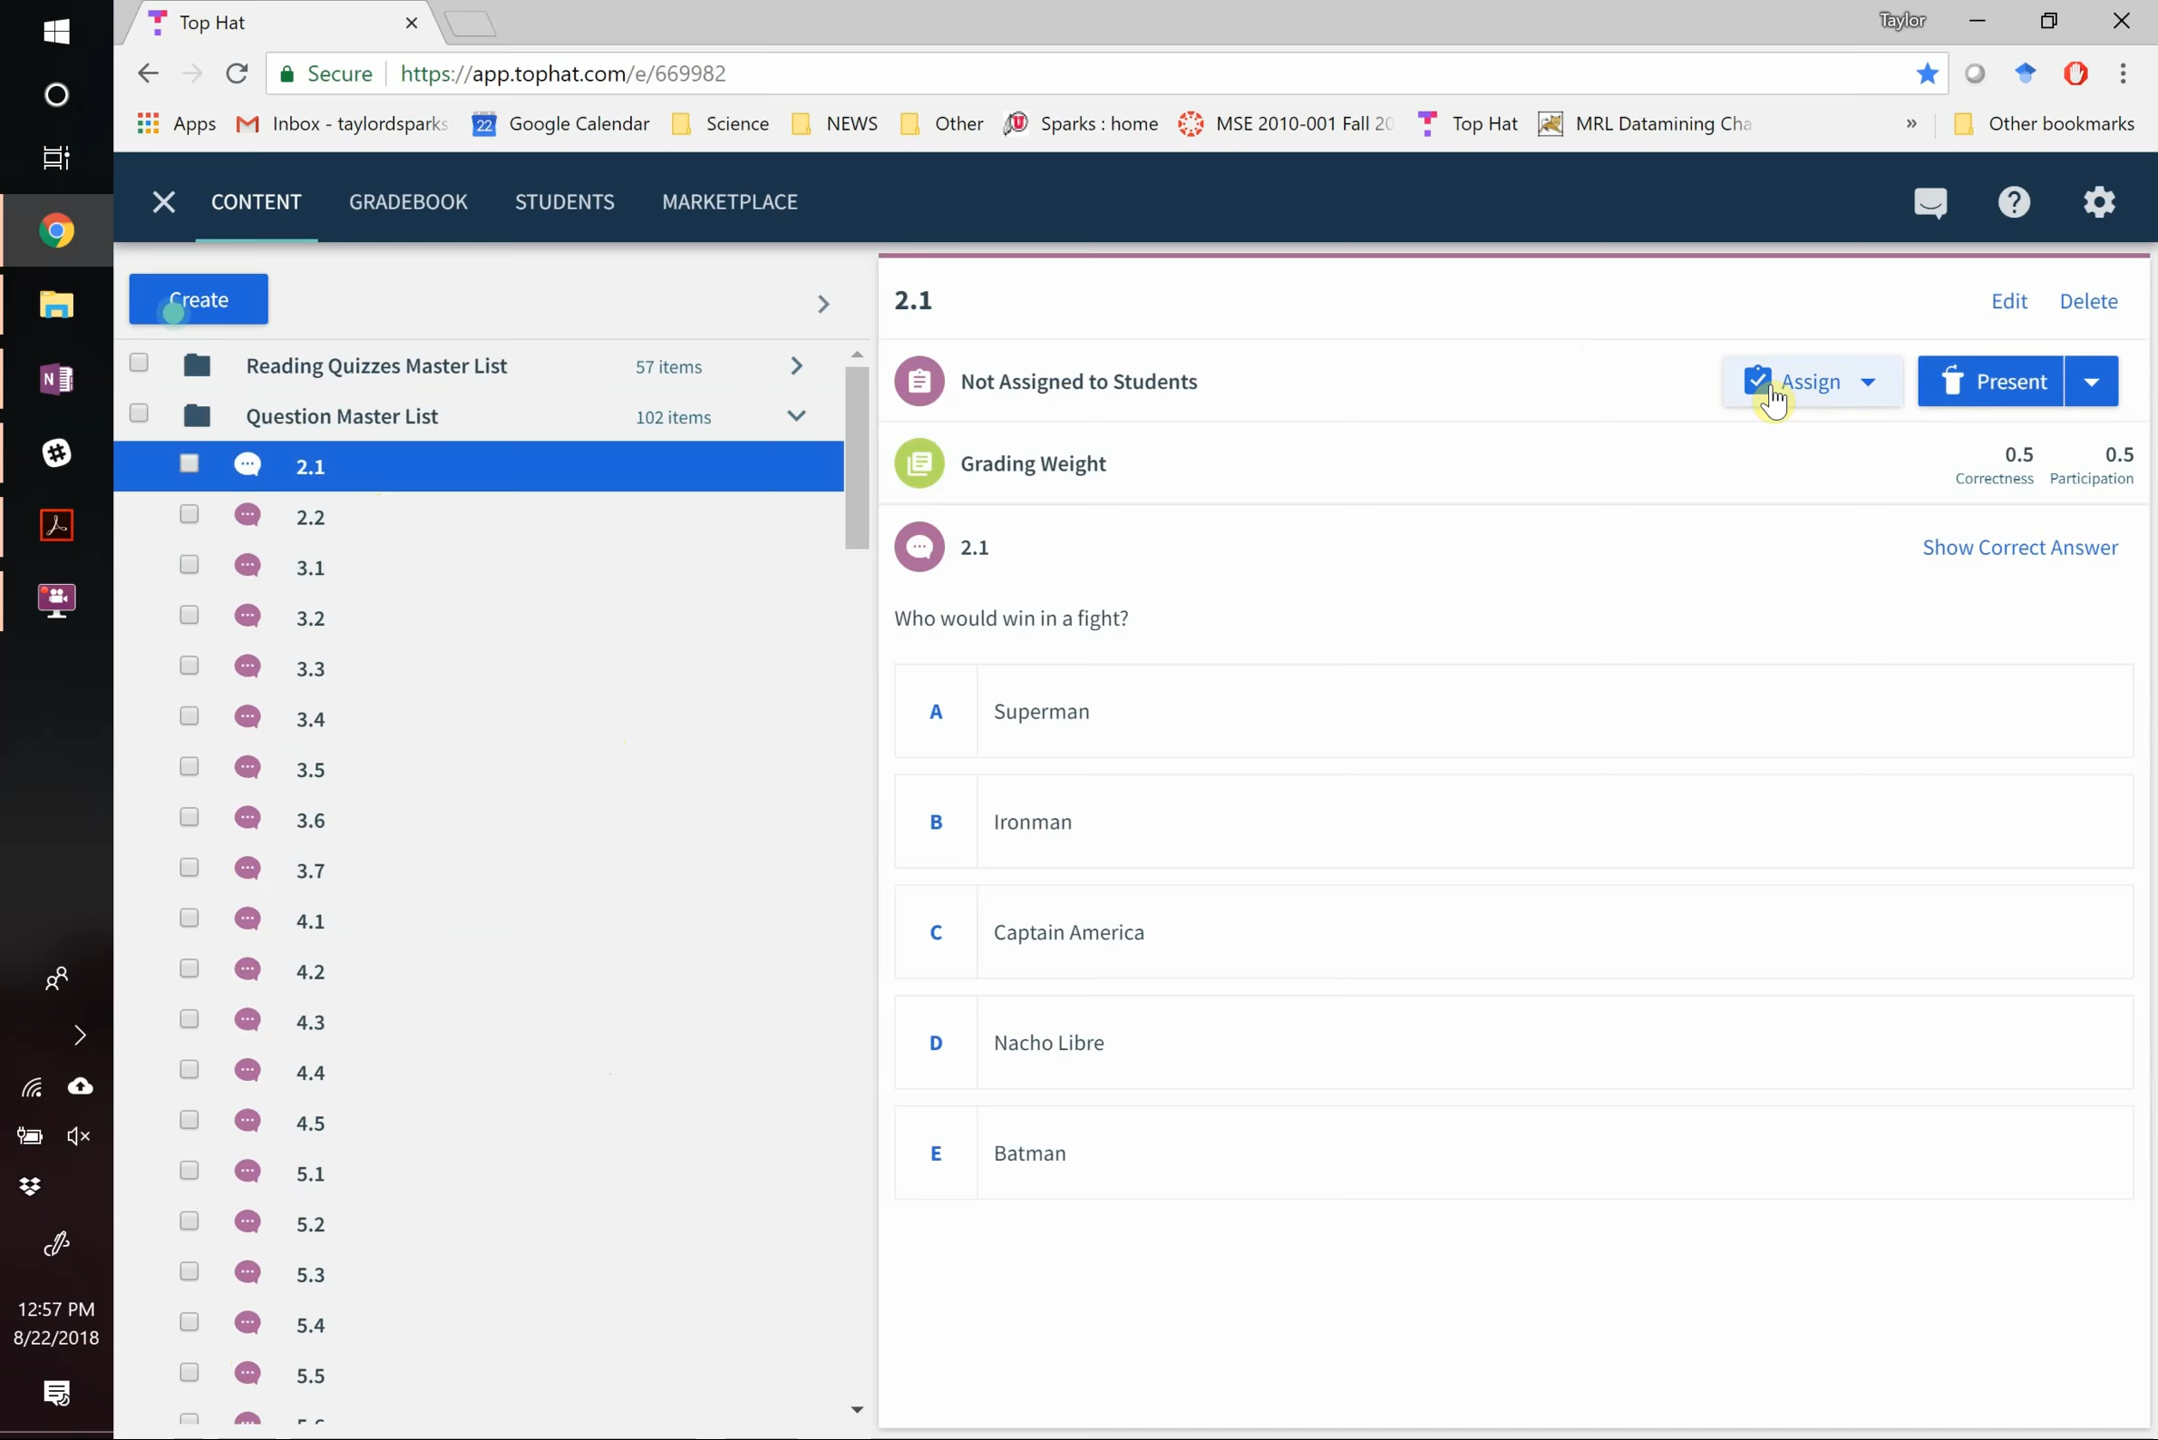 Top Hat
Taylor
Secure
https://app.tophat.com/e/669982
Apps
Inbox - taylordsparks
22
Google Calendar
Science
NEWS
Other
Sparks : home
MSE 2010-001 Fall 20
Top Hat
MRL Datamining Cha
»
Other bookmarks
CONTENT
GRADEBOOK
STUDENTS
MARKETPLACE
Create
Reading Quizzes Master List
57 items
Question Master List
102 items
2.1
2.2
3.1
3.2
3.3
3.4
3.5
3.6
3.7
4.1
4.2
4.3
4.4
4.5
5.1
5.2
5.3
5.4
5.5
2.1
Edit
Delete
Not Assigned to Students
Assign
Present
Grading Weight
0.5
Correctness
0.5
Participation
2.1
Show Correct Answer
Who would win in a fight?
A
Superman
B
Ironman
C
Captain America
D
Nacho Libre
E
Batman
12:57 PM
8/22/2018